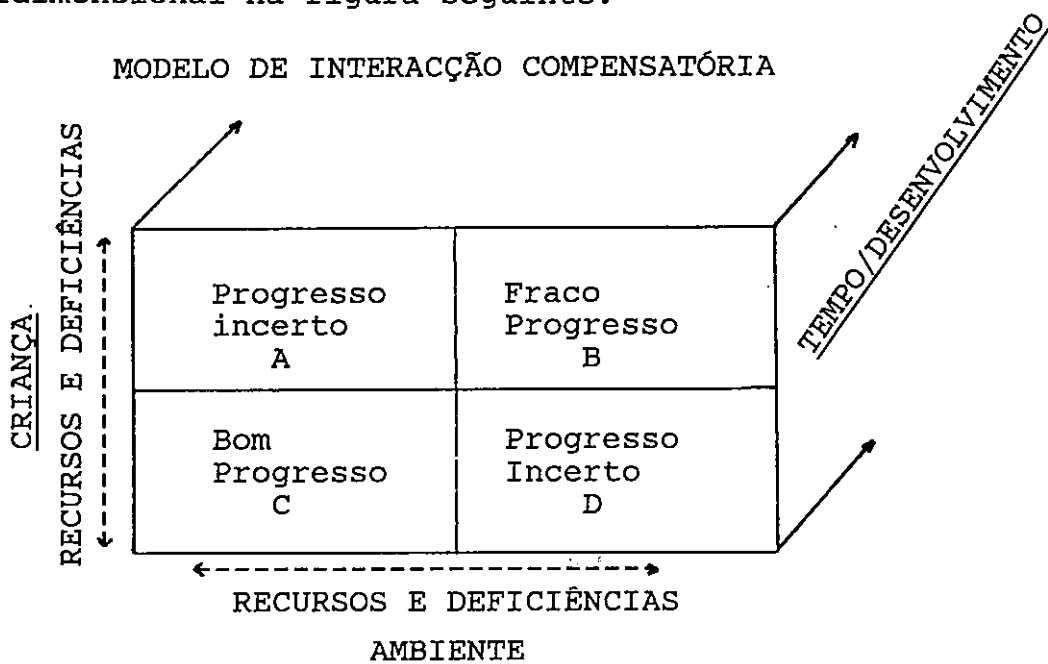 MODELO DE INTERACÇÃO COMPENSATÓRIA
TEMPO/DESENVOLVIMENTO
CRIANÇA.
RECURSOS E DEFICIÊNCIAS
Progresso
incerto
A
Fraco
Progresso
B
Bom
Progresso
C
Progresso
Incerto
D
RECURSOS E DEFICIÊNCIAS
AMBIENTE